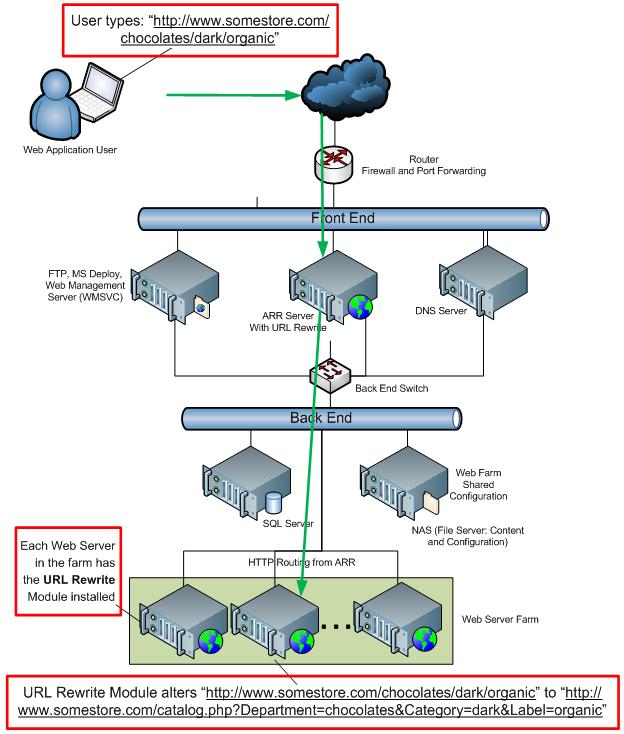 User types: “http://www.somestore.com/
chocolates/dark/organic”
Web Application User
Router
Firewall and Port Forwarding
Front End
FTP, MS Deploy,
Web Management
Server (WMSVC)
ARR Server
With URL Rewrite
DNS Server
Back End Switch
Back End
SQL Server
Web Farm
Shared
Configuration
NAS (File Server: Content
and Configuration)
Each Web Server
in the farm has
the URL Rewrite
Module installed
HTTP Routing from ARR
Web Server Farm
URL Rewrite Module alters “http://www.somestore.com/chocolates/dark/organic” to “http://
www.somestore.com/catalog.php?Department=chocolates&Category=dark&Label=organic”